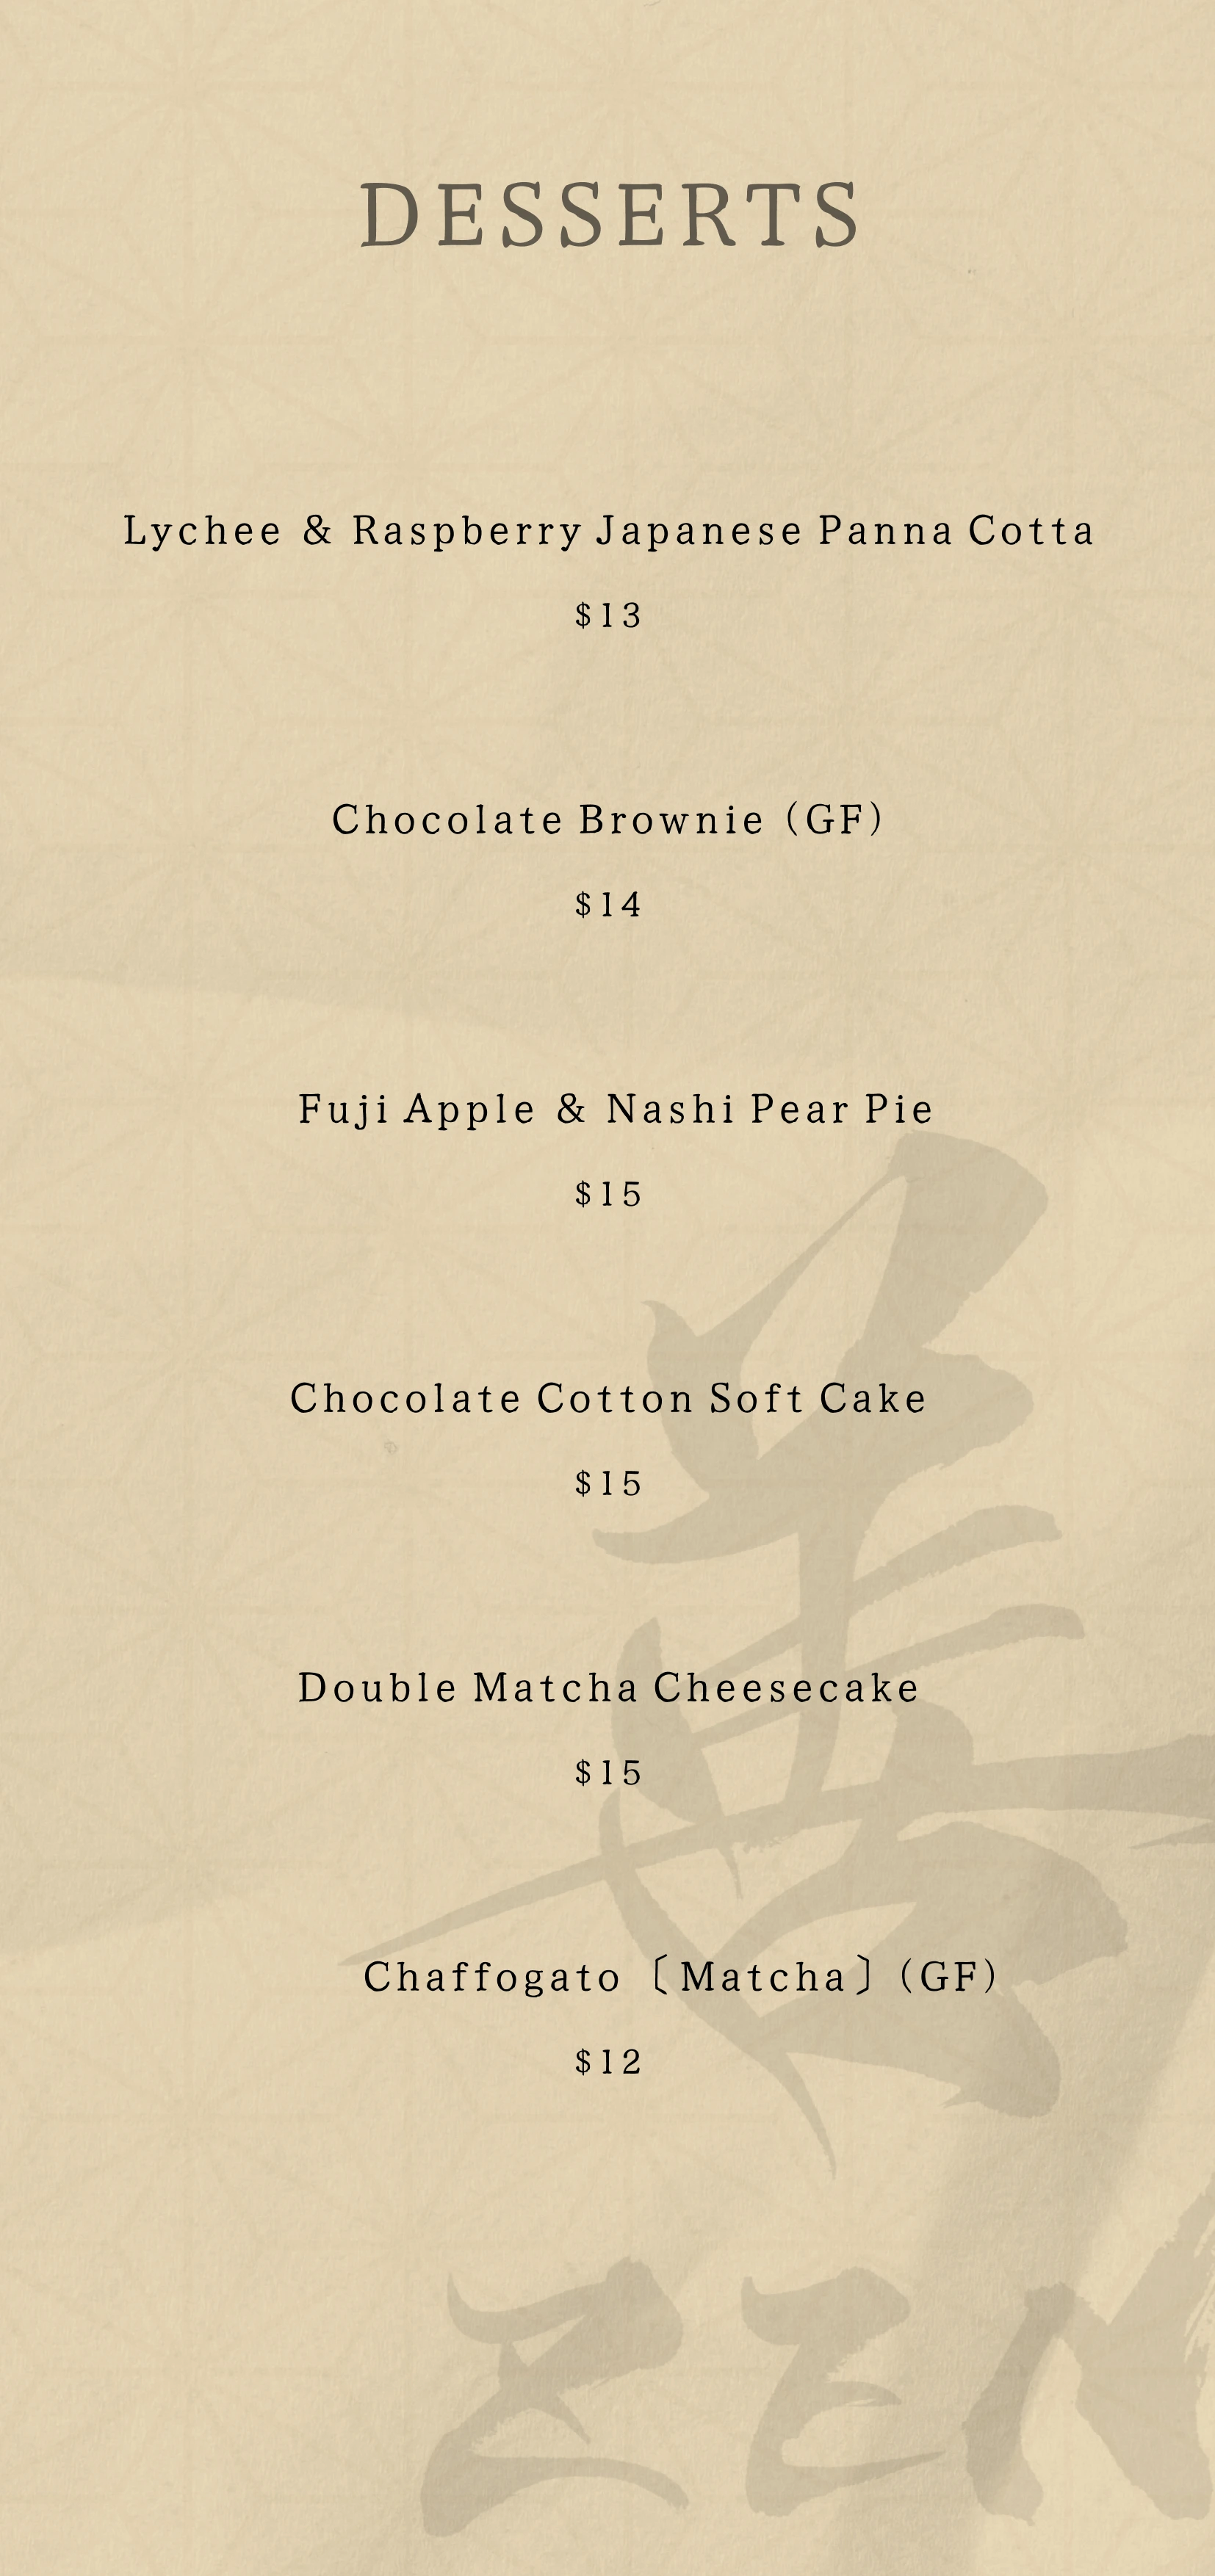 DESSERTS
Lychee & Raspberry Japanese Panna Cotta
$13
Chocolate Brownie (GF)
$14
Fuji Apple & Nashi Pear Pie
$15
Chocolate Cotton Soft Cake
$15
Double Matcha Cheesecake
$15
Chaffogato〔Matcha〕(GF)
$12
ZEN